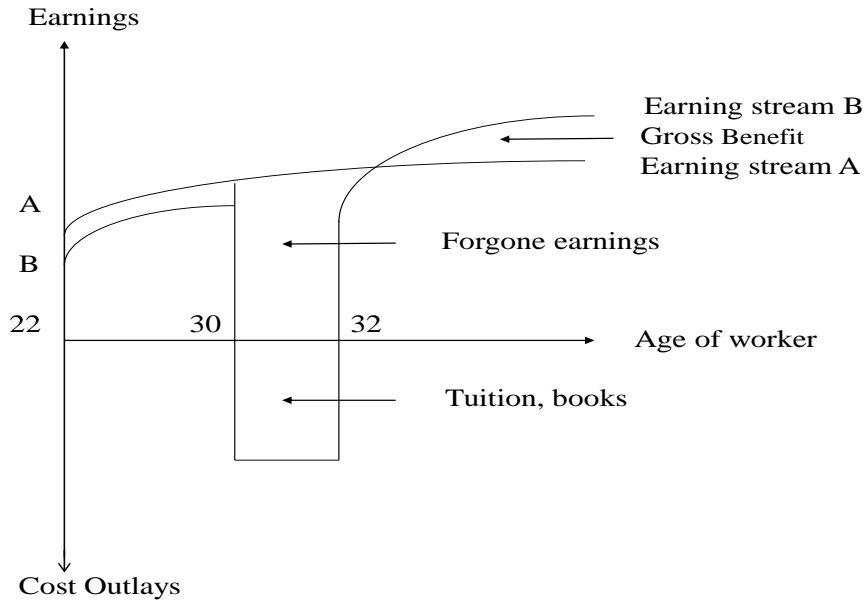 Earnings
Earning stream B
Gross Benefit
Earning stream A
A
Forgone earnings
B
22
30
32
Age of worker
Tuition, books
Cost Outlays